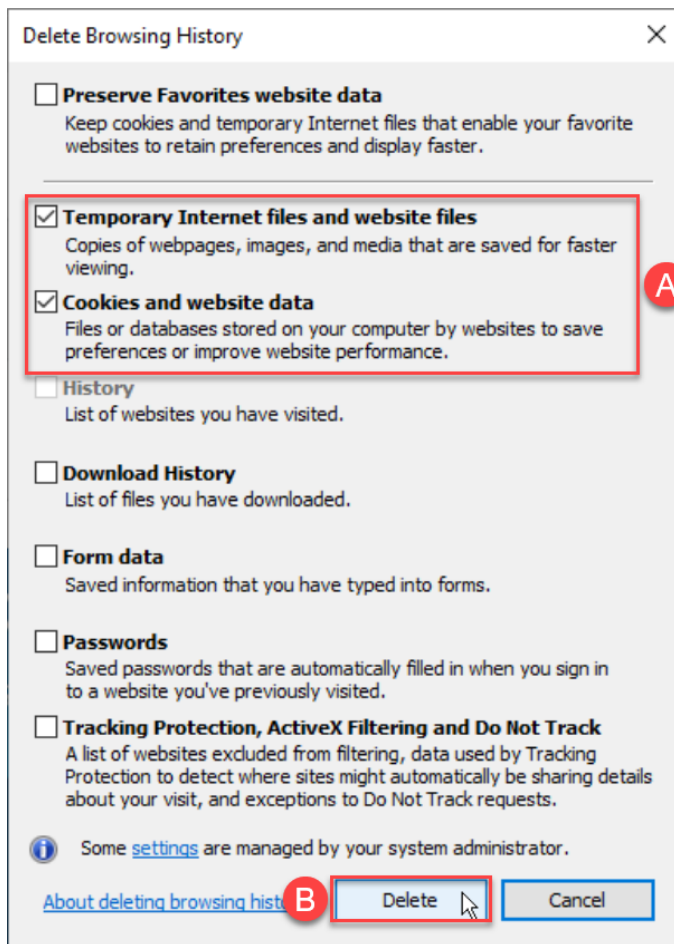 Delete Browsing History
Preserve Favorites website data
Keep cookies and temporary Internet files that enable your favorite
websites to retain preferences and display faster.
Temporary Internet files and website files
Copies of webpages, images, and media that are saved for faster
viewing.
A
Cookies and website data
Files or databases stored on your computer by websites to save
preferences or improve website performance.
History
List of websites you have visited.
Download History
List of files you have downloaded.
Form data
Saved information that you have typed into forms.
Passwords
Saved passwords that are automatically filled in when you sign in
to a website you've previously visited.
Tracking Protection, ActiveX Filtering and Do Not Track
A list of websites excluded from filtering, data used by Tracking
Protection to detect where sites might automatically be sharing details
about your visit, and exceptions to Do Not Track requests.
Some settings are managed by your system administrator.
About deleting browsing hist B Delete Cancel